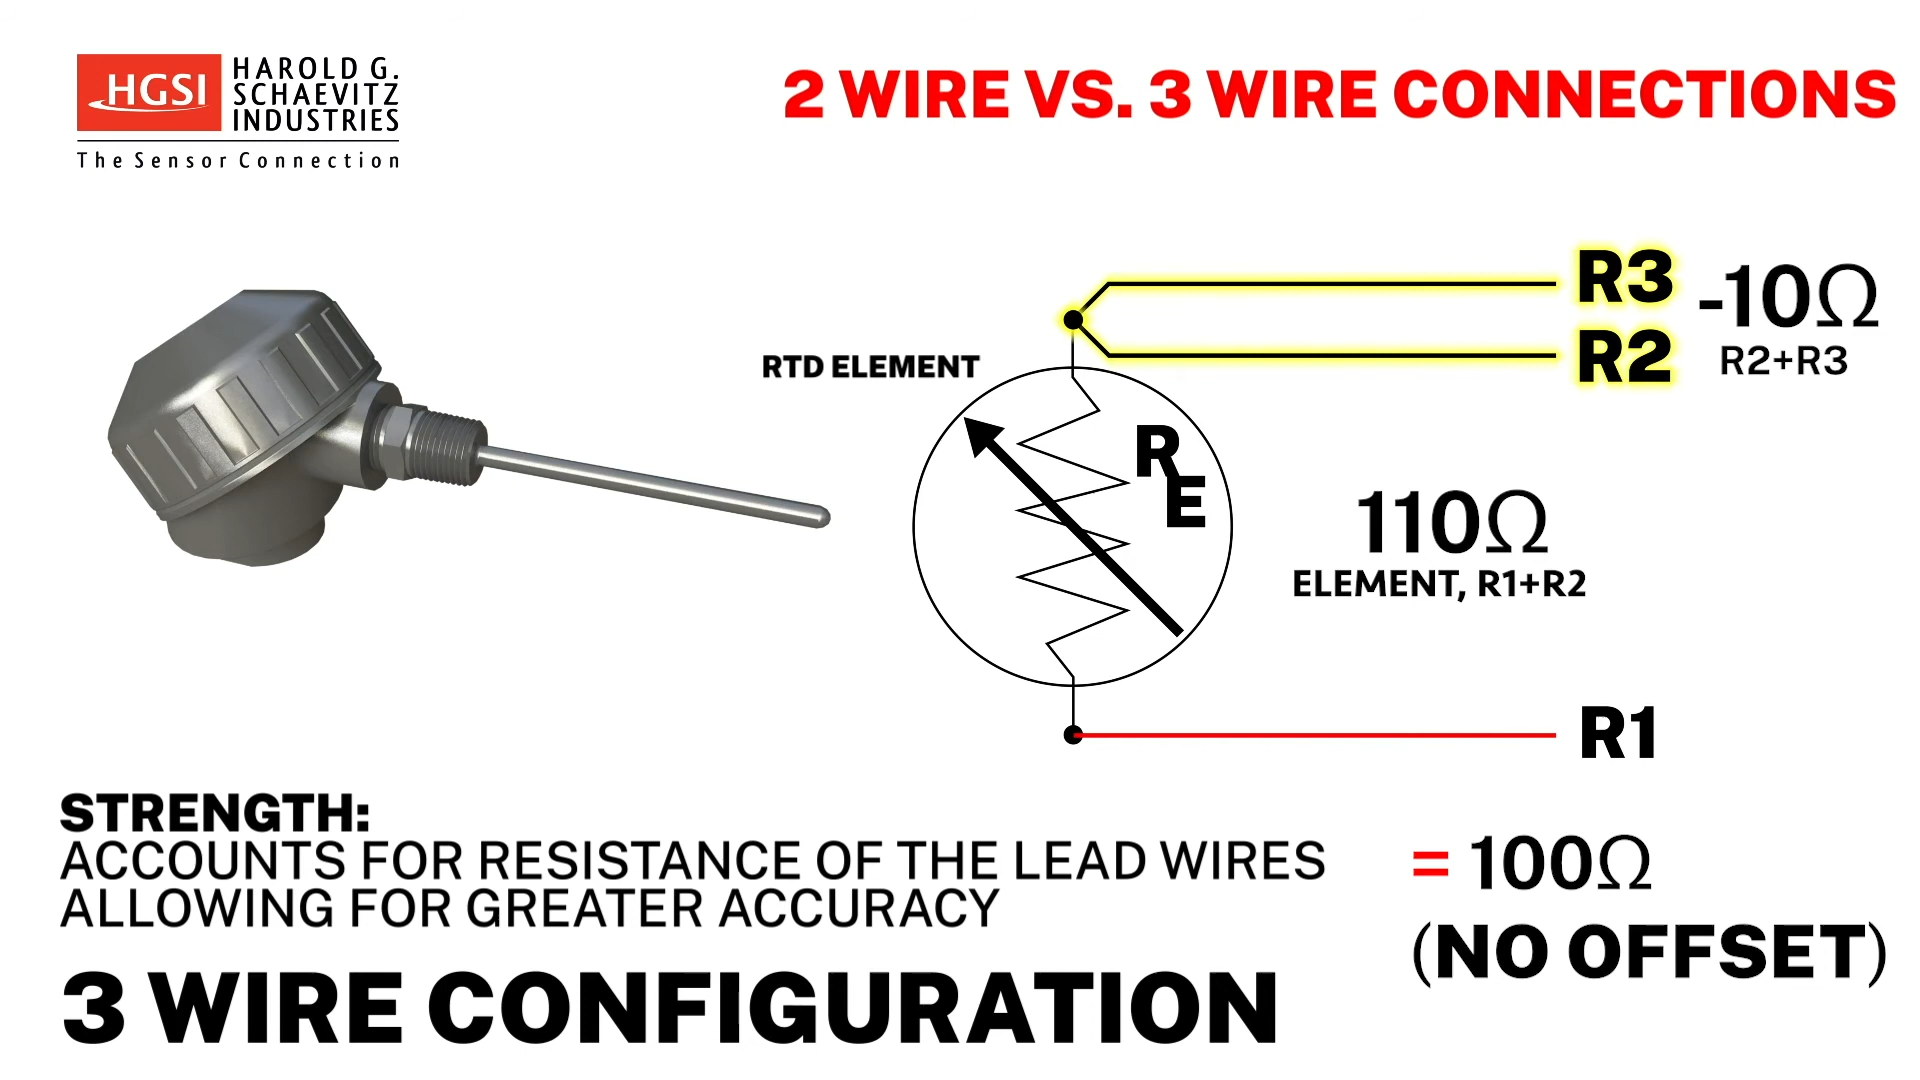 HGSI
HAROLD G.
SCHAEVITZ
INDUSTRIES
The Sensor Connection
2 WIRE VS. 3 WIRE CONNECTIONS
R3
-10Ω
R2
R2+R3
RTD ELEMENT
RE
110Ω
ELEMENT, R1+R2
R1
STRENGTH:
ACCOUNTS FOR RESISTANCE OF THE LEAD WIRES
ALLOWING FOR GREATER ACCURACY
= 100Ω
(NO OFFSET)
3 WIRE CONFIGURATION